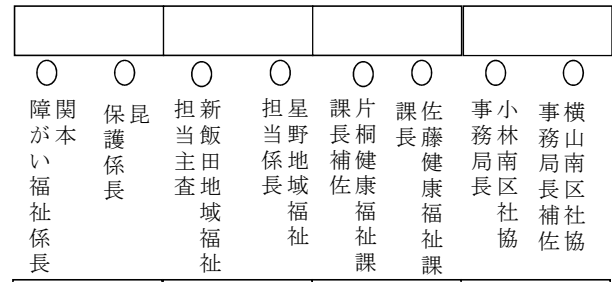 横山南区社協
事務局長補佐
小林南区社協
事務局長
佐藤健康福祉課
課長
片桐健康福祉課
課長補佐
星野地域福祉
担当係長
新飯田地域福祉
担当主査
昆
保護係長
関本
障がい福祉係長